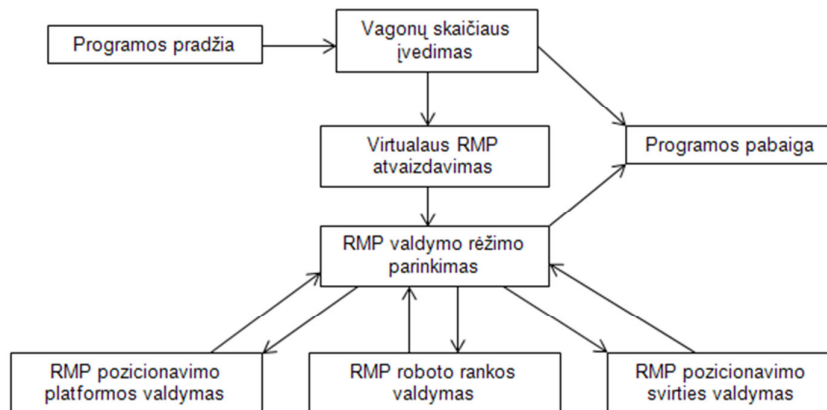 Programos pradžia
Vagonų skaičiaus
įvedimas
Virtualaus RMP
atvaizdavimas
Programos pabaiga
RMP valdymo rėžimo
parinkimas
RMP pozicionavimo
platformos valdymas
RMP roboto rankos
valdymas
RMP pozicionavimo
svirties valdymas